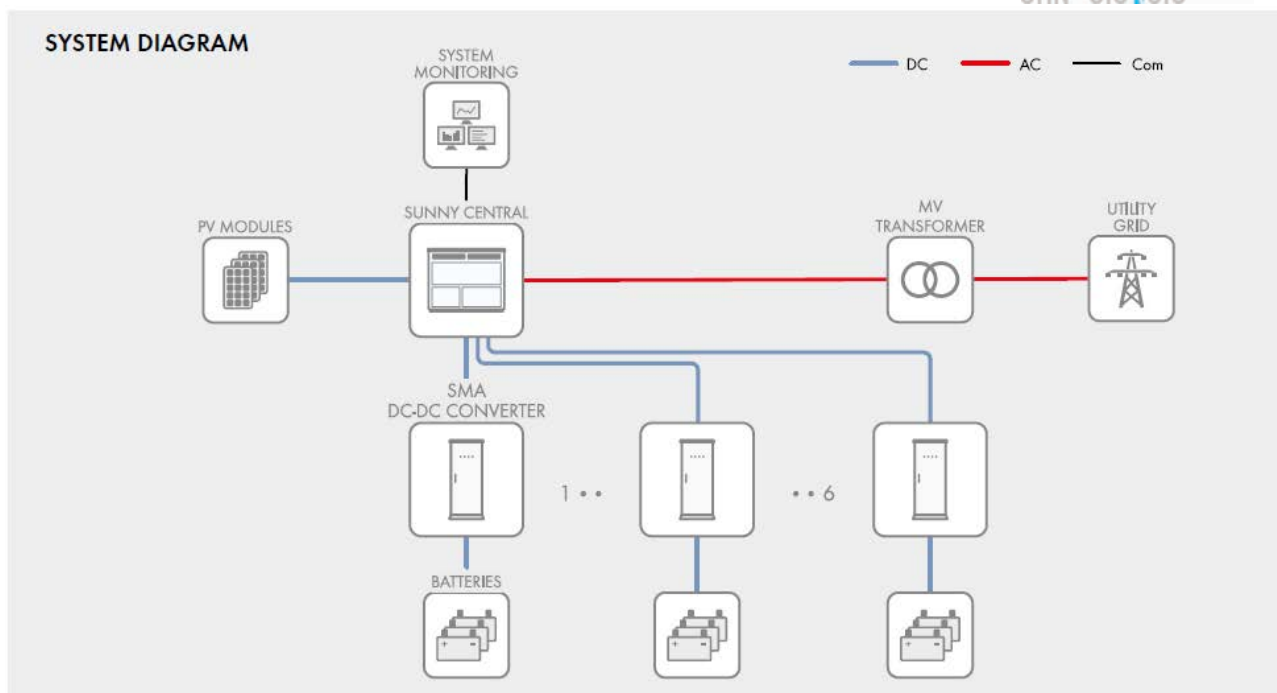 SYSTEM DIAGRAM
SYSTEM
MONITORING
DC
AC
Com
PV MODULES
SUNNY CENTRAL
MV
TRANSFORMER
UTILITY
GRID
SMA
DC-DC CONVERTER
1 • •
• • 6
BATTERIES